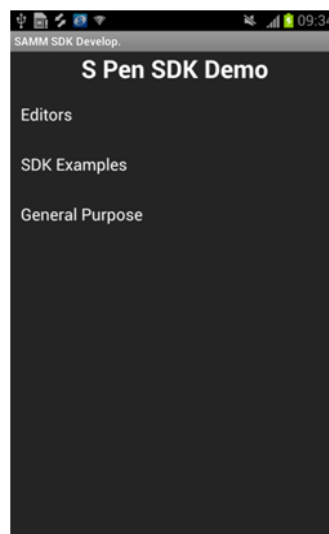 09:34
SAMM SDK Develop.
S Pen SDK Demo
Editors
SDK Examples
General Purpose